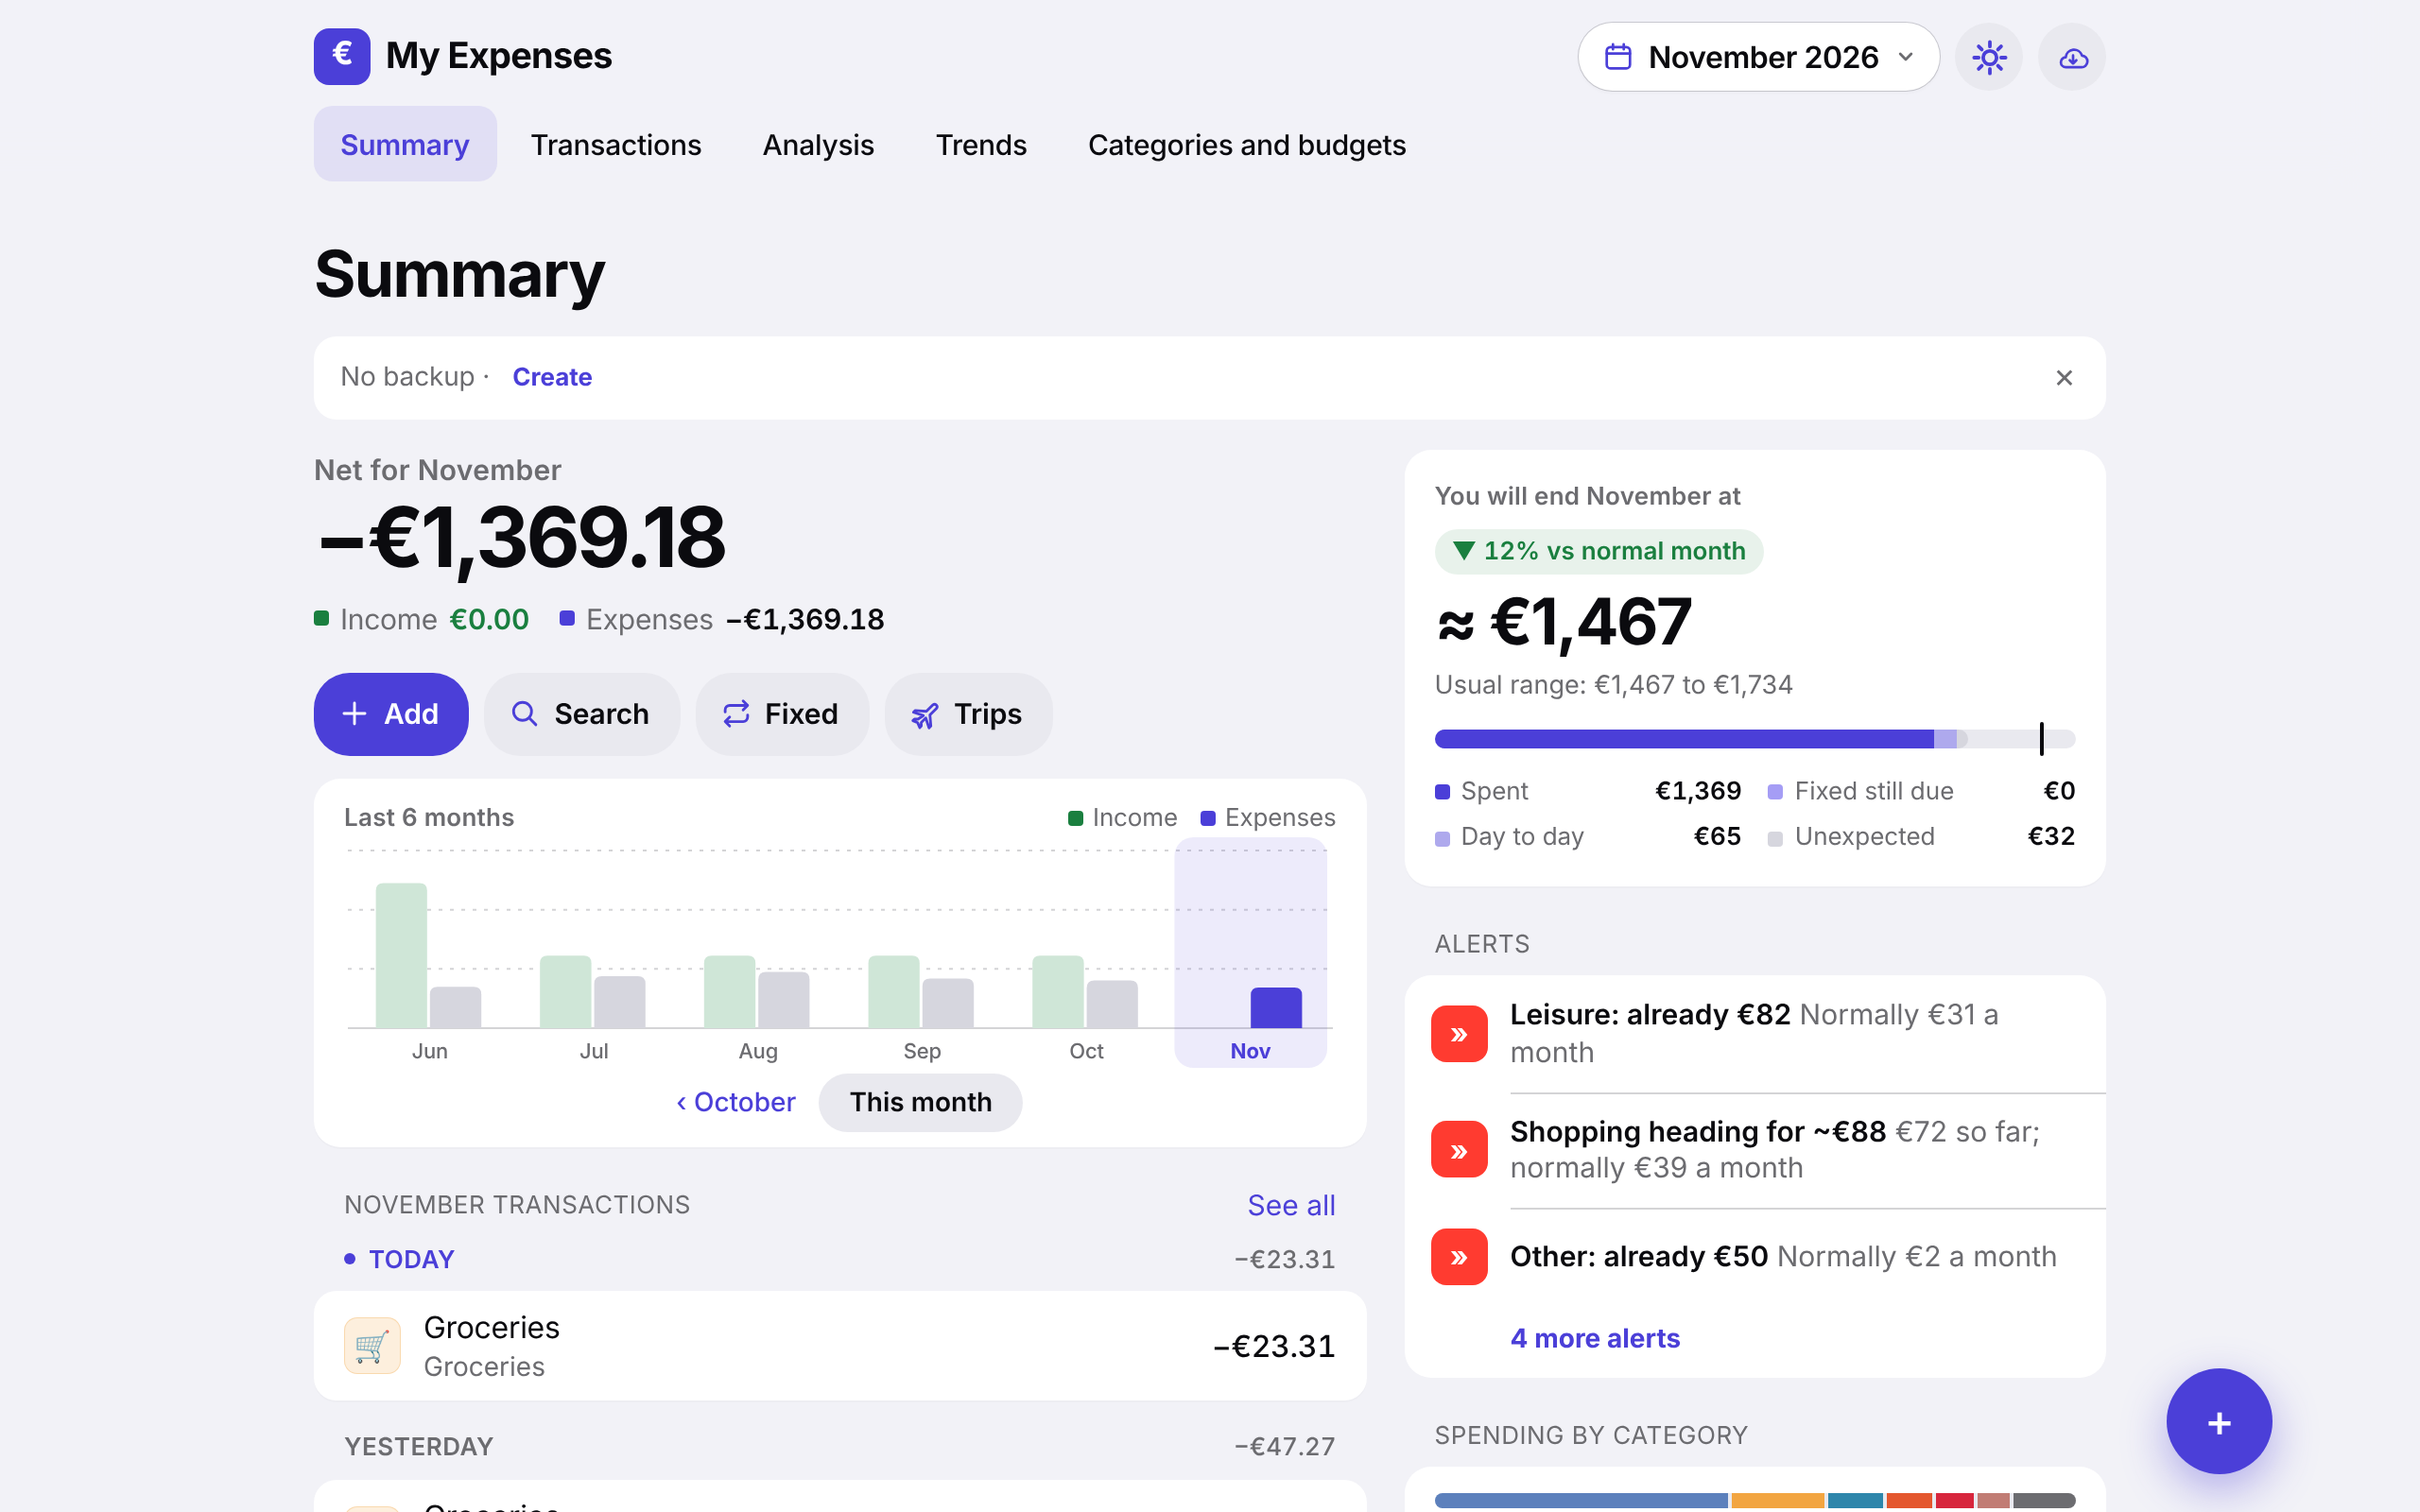 € My Expenses
November 2026
Summary Transactions Analysis Trends Categories and budgets
Summary
No backup · Create ×
Net for November
−€1,369.18
Income €0.00 Expenses −€1,369.18
+ Add Search Fixed Trips
Last 6 months Income Expenses
Jun Jul Aug Sep Oct Nov
‹ October This month
NOVEMBER TRANSACTIONS See all
TODAY −€23.31
Groceries
Groceries
−€23.31
YESTERDAY −€47.27
Groceries
You will end November at
▼ 12% vs normal month
≈ €1,467
Usual range: €1,467 to €1,734
Spent €1,369 Fixed still due €0
Day to day €65 Unexpected €32
ALERTS
» Leisure: already €82 Normally €31 a
month
» Shopping heading for ~€88 €72 so far;
normally €39 a month
» Other: already €50 Normally €2 a month
4 more alerts
SPENDING BY CATEGORY
+